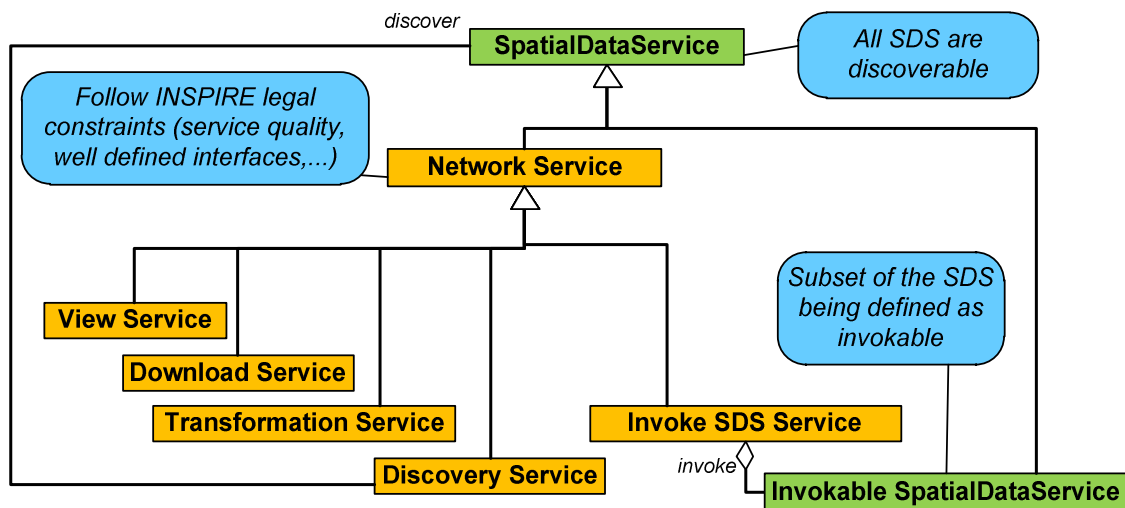 discover
SpatialDataService
All SDS are
discoverable
Follow INSPIRE legal
constraints (service quality,
well defined interfaces,...)
Network Service
Subset of the SDS
being defined as
invokable
View Service
Download Service
Transformation Service
Invoke SDS Service
Discovery Service
invoke
Invokable SpatialDataService